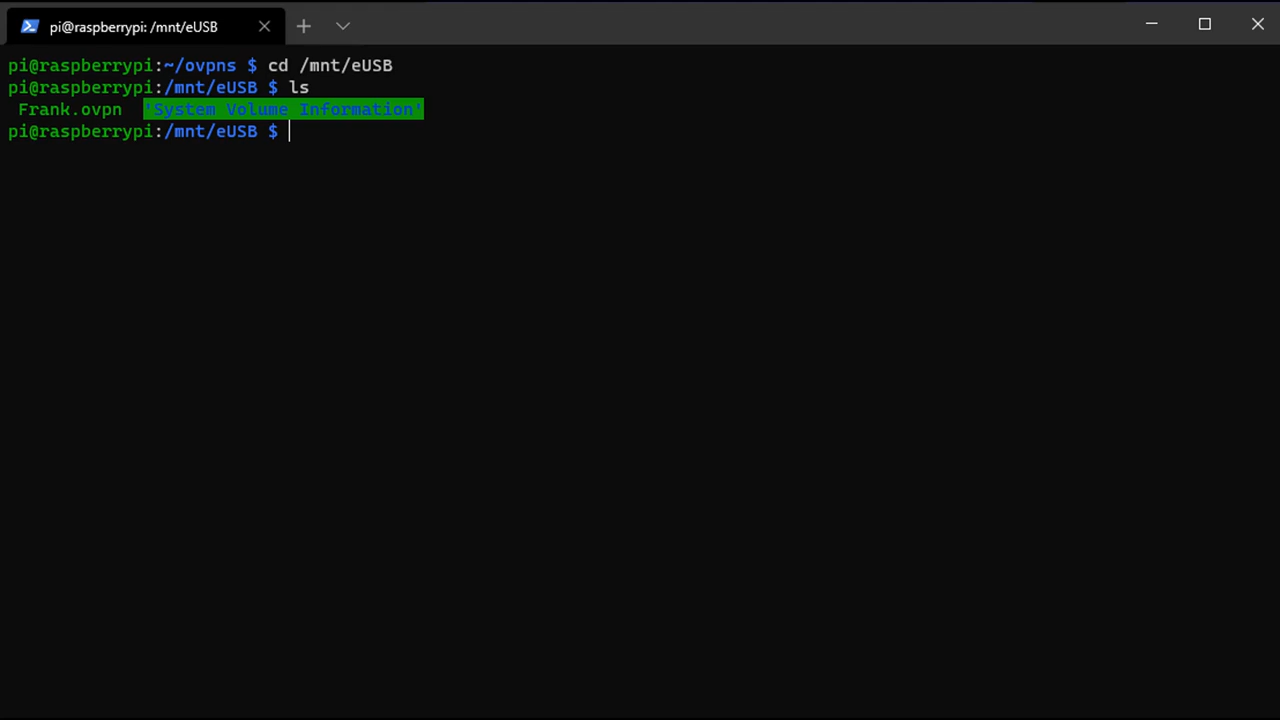 pi@raspberrypi: /mnt/eUSB
pi@raspberrypi:~/ovpns $ cd /mnt/eUSB
pi@raspberrypi:/mnt/eUSB $ ls
Frank.ovpn 'System Volume Information'
pi@raspberrypi:/mnt/eUSB $